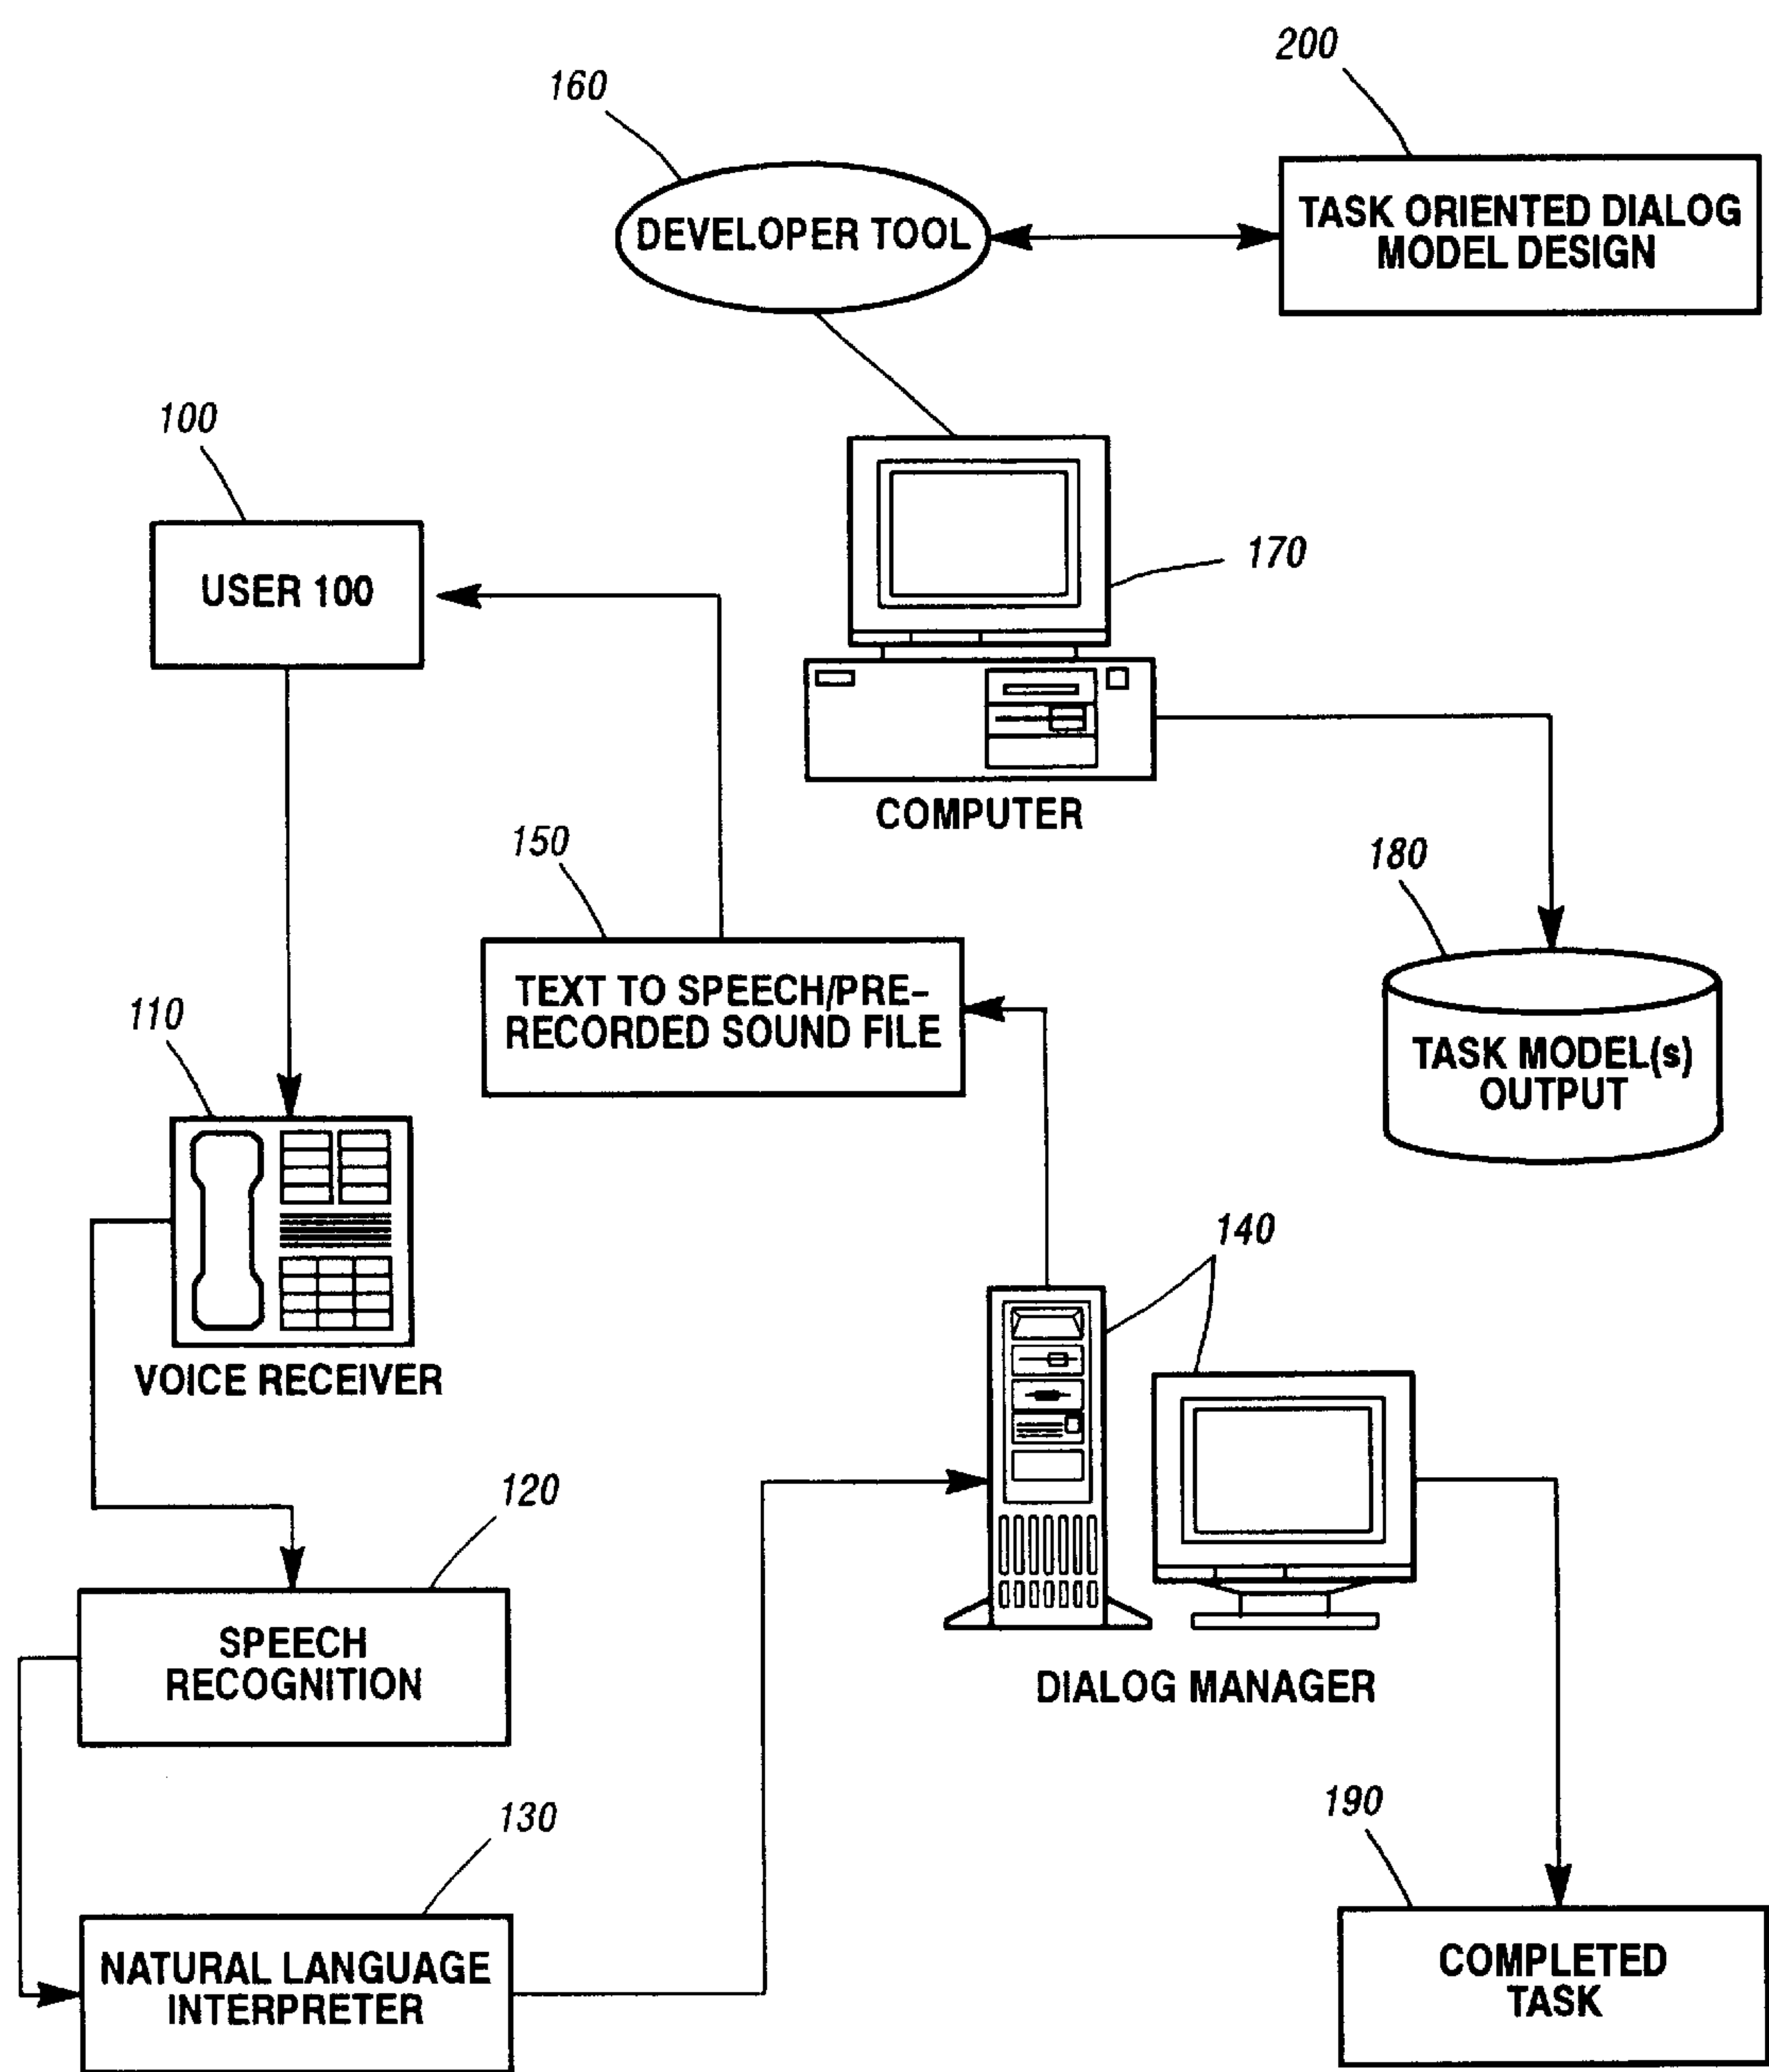 200
160
TASK ORIENTED DIALOG
MODEL DESIGN
DEVELOPER TOOL
100
USER 100
170
COMPUTER
150
180
TEXT TO SPEECH/PRE-
RECORDED SOUND FILE
110
TASK MODEL(s)
OUTPUT
140
VOICE RECEIVER
120
SPEECH
RECOGNITION
DIALOG MANAGER
130
190
NATURAL LANGUAGE
INTERPRETER
COMPLETED
TASK